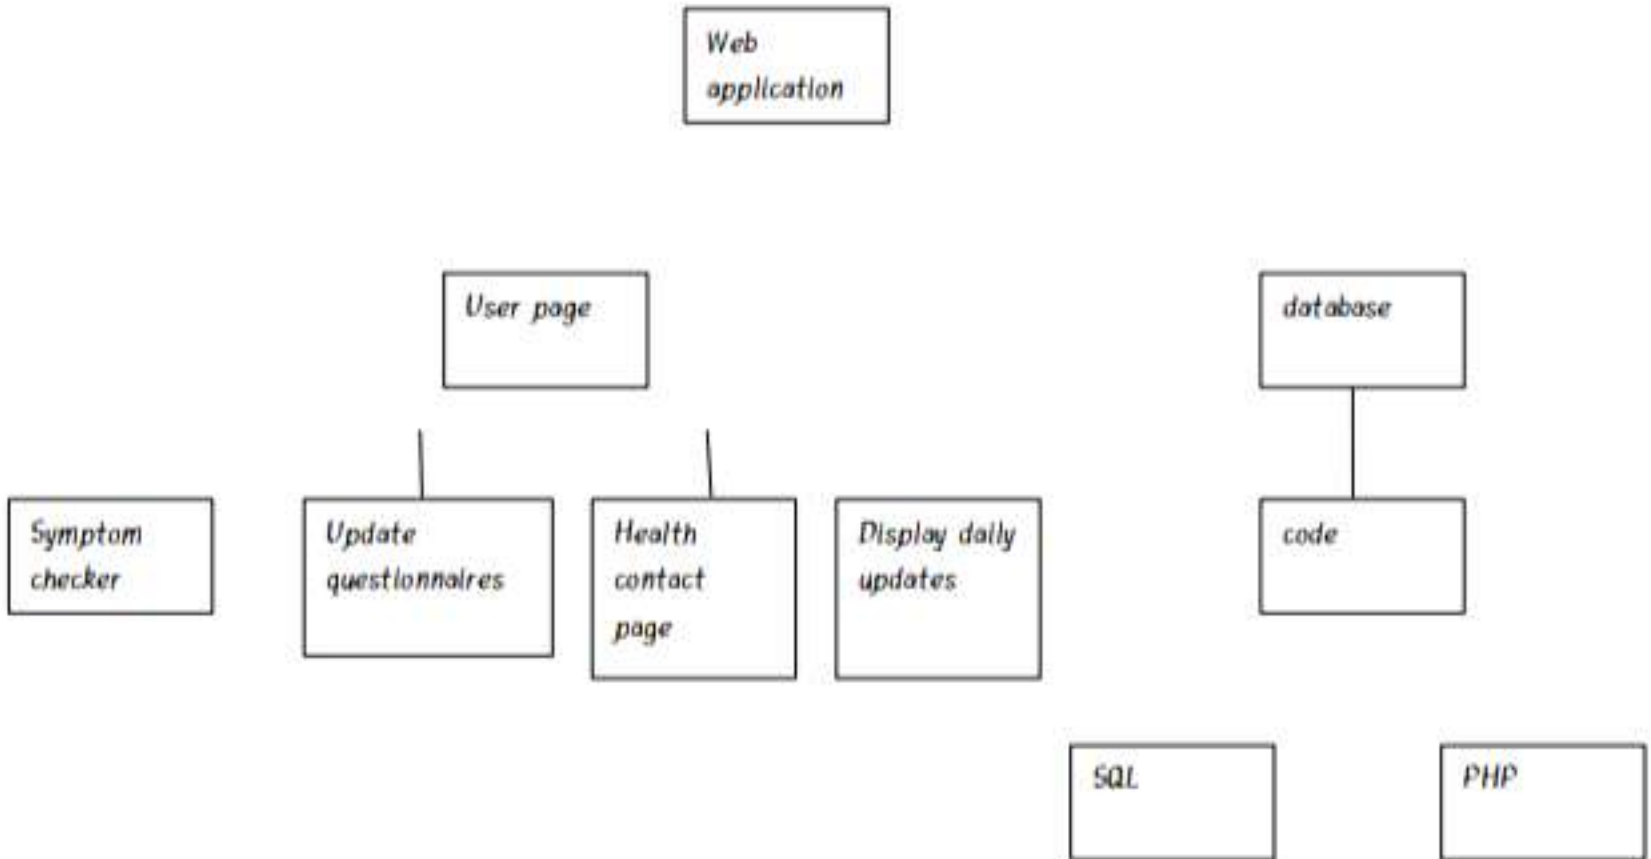 Web
application
User page
database
Symptom
checker
Update
questionnaires
Health
contact
page
Display daily
updates
code
SQL
PHP